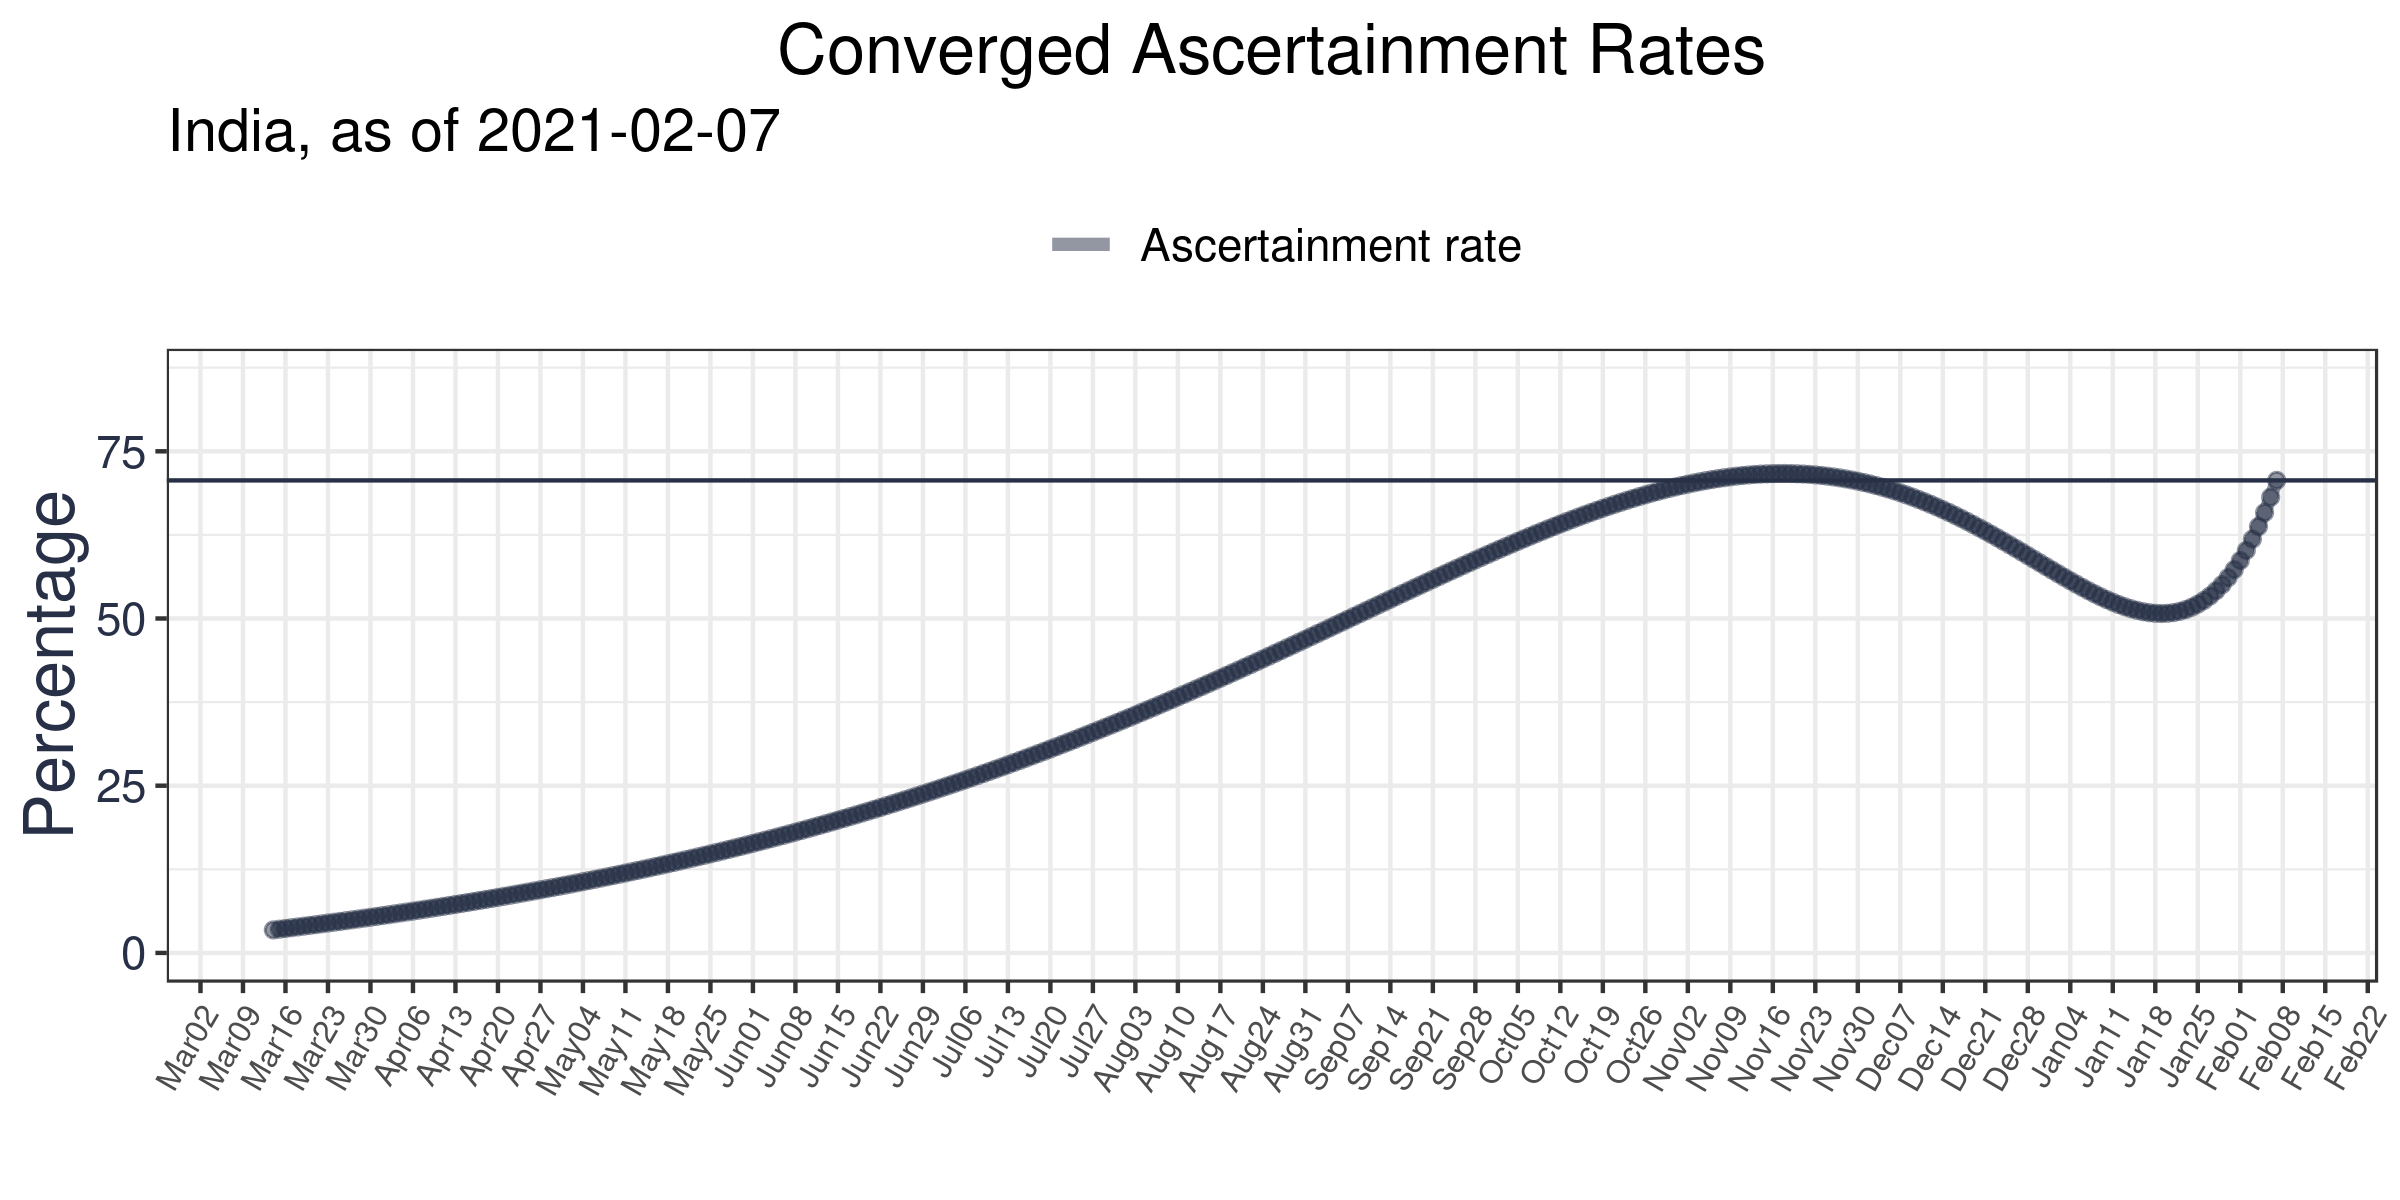 Converged Ascertainment Rates
India, as of 2021-02-07
Ascertainment rate
Percentage
75
50
25
0
Mar02 Mar09 Mar16 Mar23 Mar30 Apr06 Apr13 Apr20 Apr27 May04 May11 May18 May25 Jun01 Jun08 Jun15 Jun22 Jun29 Jul06 Jul13 Jul20 Jul27 Aug03 Aug10 Aug17 Aug24 Aug31 Sep07 Sep14 Sep21 Sep28 Oct05 Oct12 Oct19 Oct26 Nov02 Nov09 Nov16 Nov23 Nov30 Dec07 Dec14 Dec21 Dec28 Jan04 Jan11 Jan18 Jan25 Feb01 Feb08 Feb15 Feb22